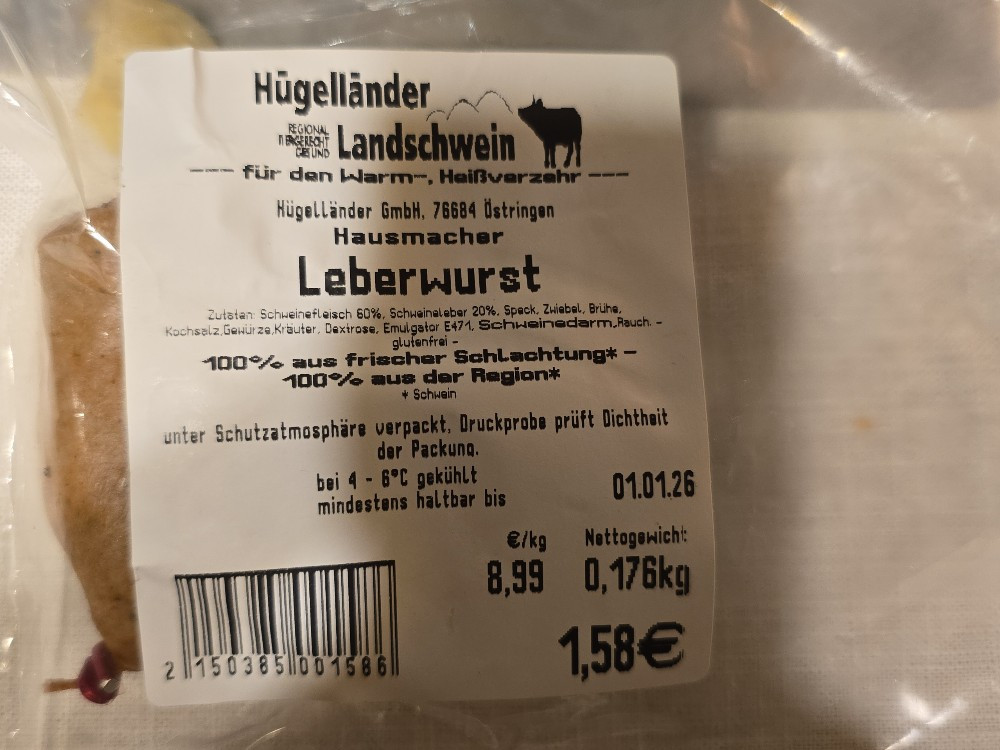 Hügelländer
REGIONAL
TIERGERECHT
GESUND
Landschwein
--- für den Warm-, Heißverzehr ---
Hügelländer GmbH, 76684 Östringen
Hausmacher
Leberwurst
Zutaten: Schweinefleisch 60%, Schweineleber 20%, Speck, Zwiebel, Brühe,
Kochsalz,Gewürze,Kräuter, Dextrose, Emulgator E471, Schweinedarm,Rauch. -
glutenfrei -
100% aus frischer Schlachtung* -
100% aus der Region*
* Schwein
unter Schutzatmosphäre verpackt, Druckprobe prüft Dichtheit
der Packung.
bei 4 - 6°C gekühlt
mindestens haltbar bis
01.01.26
€/kg Nettogewicht:
8,99 0,176kg
1,58€
2 150385 001586